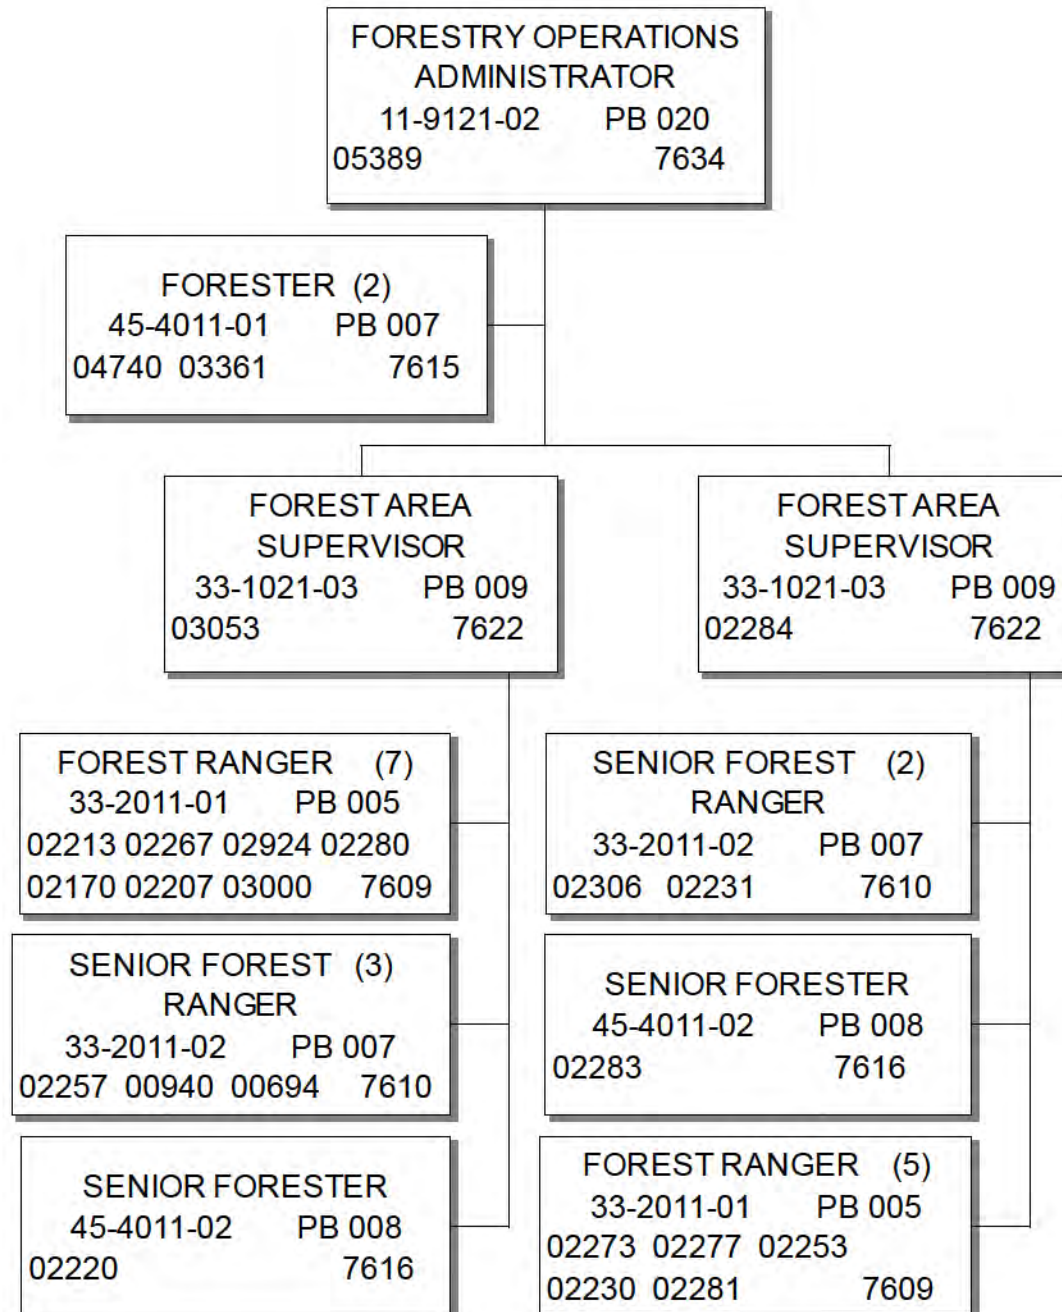 FORESTRY OPERATIONS
ADMINISTRATOR
11-9121-02 PB 020
05389 7634
FORESTER (2)
45-4011-01 PB 007
04740 03361 7615
FOREST AREA
SUPERVISOR
33-1021-03 PB 009
03053 7622
FOREST AREA
SUPERVISOR
33-1021-03 PB 009
02284 7622
FOREST RANGER (7)
33-2011-01 PB 005
02213 02267 02924 02280
02170 02207 03000 7609
SENIOR FOREST (3)
RANGER
33-2011-02 PB 007
02257 00940 00694 7610
SENIOR FORESTER
45-4011-02 PB 008
02220 7616
SENIOR FOREST (2)
RANGER
33-2011-02 PB 007
02306 02231 7610
SENIOR FORESTER
45-4011-02 PB 008
02283 7616
FOREST RANGER (5)
33-2011-01 PB 005
02273 02277 02253
02230 02281 7609